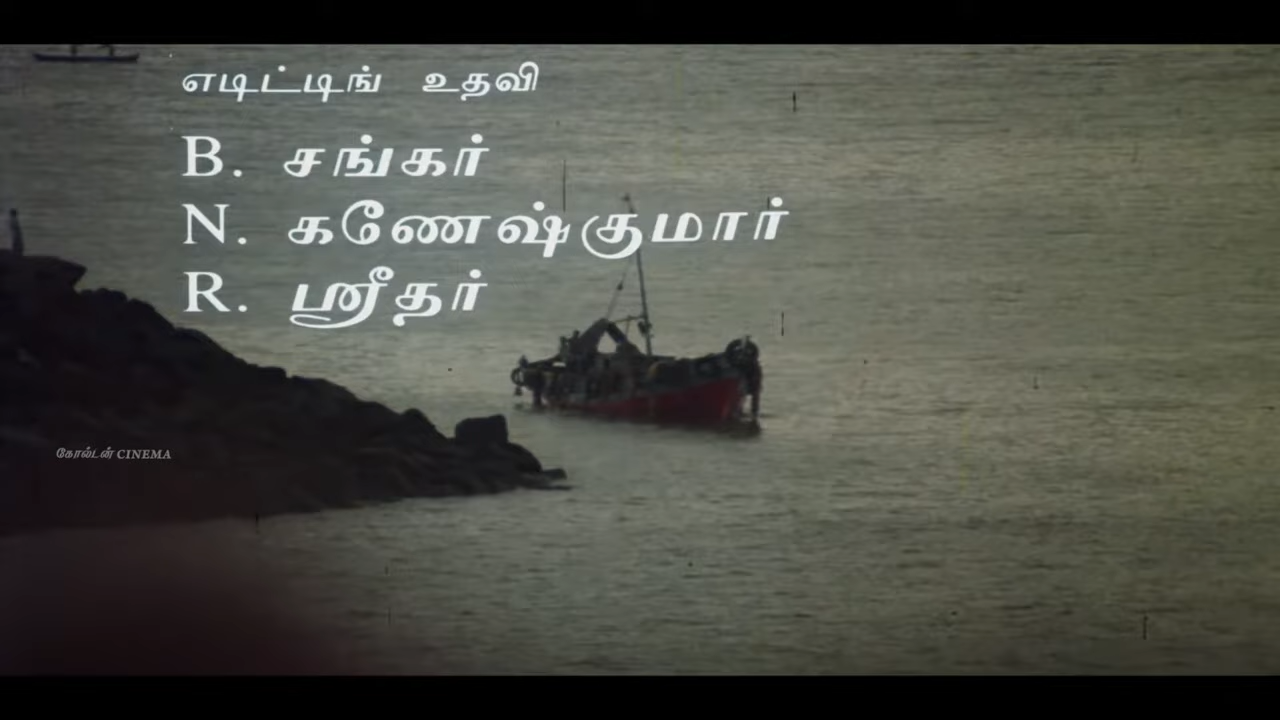 எடிட்டிங் உதவி
B. சங்கர்
N. கணேஷ்குமார்
R. ஸ்ரீதர்
கோல்டன் CINEMA